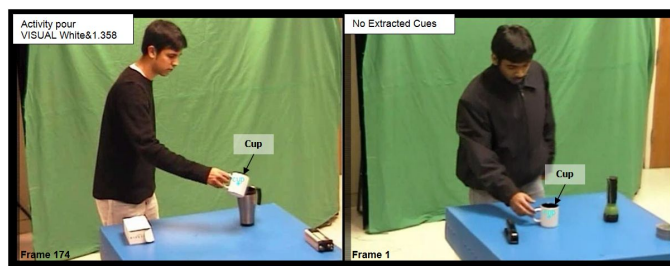 Activity pour
VISUAL White&1.358
Cup
Frame 174
No Extracted Cues
Cup
Frame 1